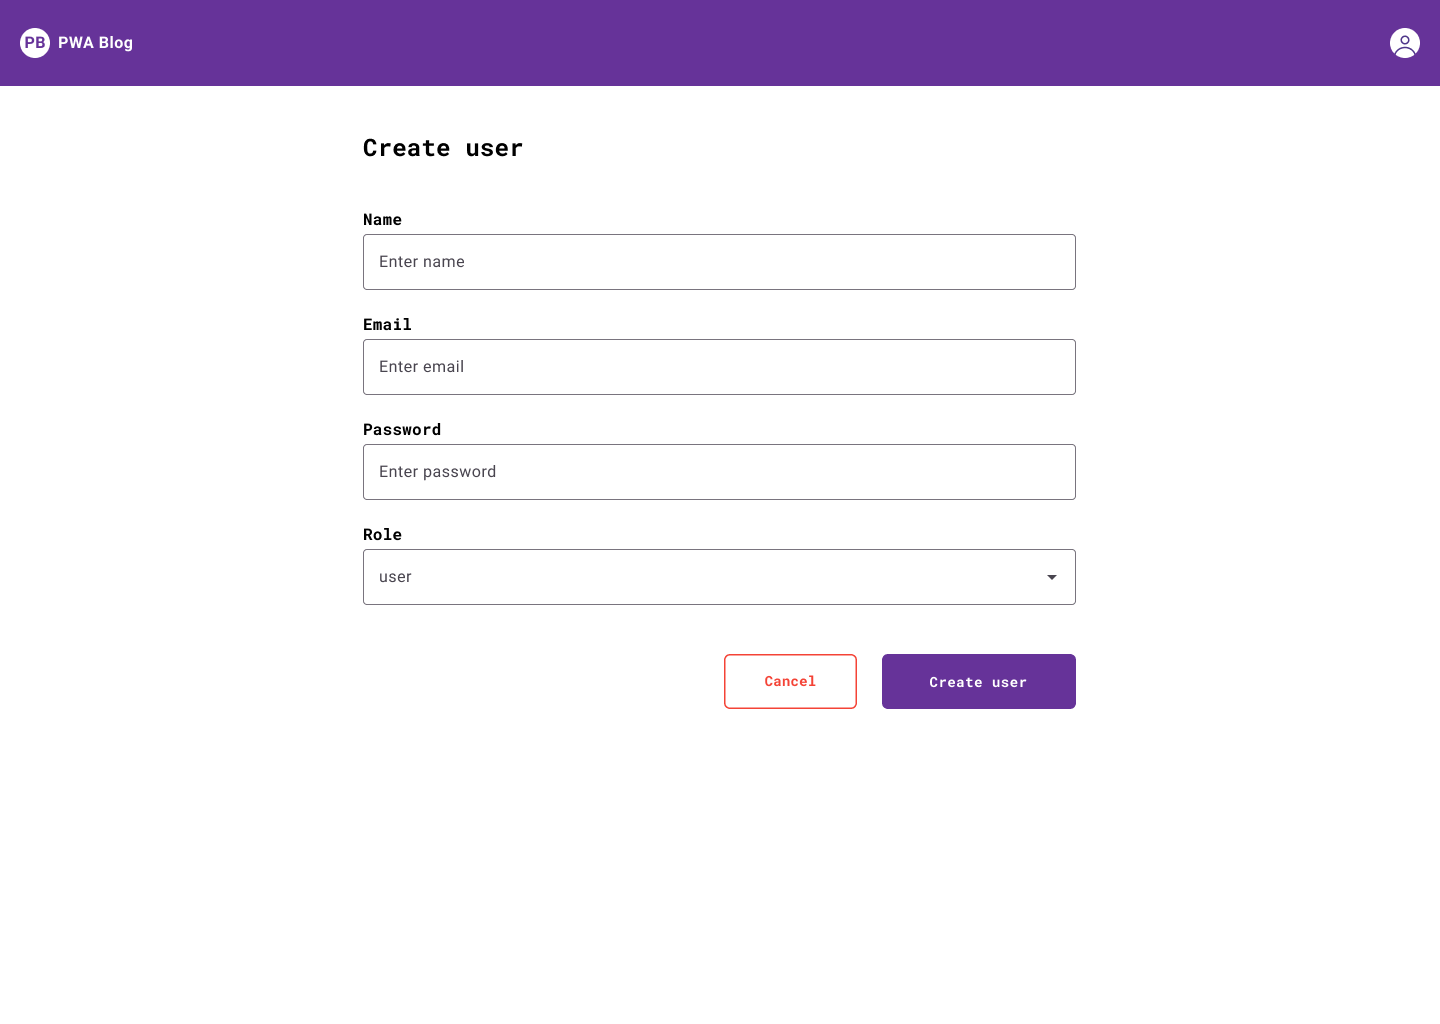 PB PWA Blog
Create user
Name
Enter name
Email
Enter email
Password
Enter password
Role
user
Cancel Create user